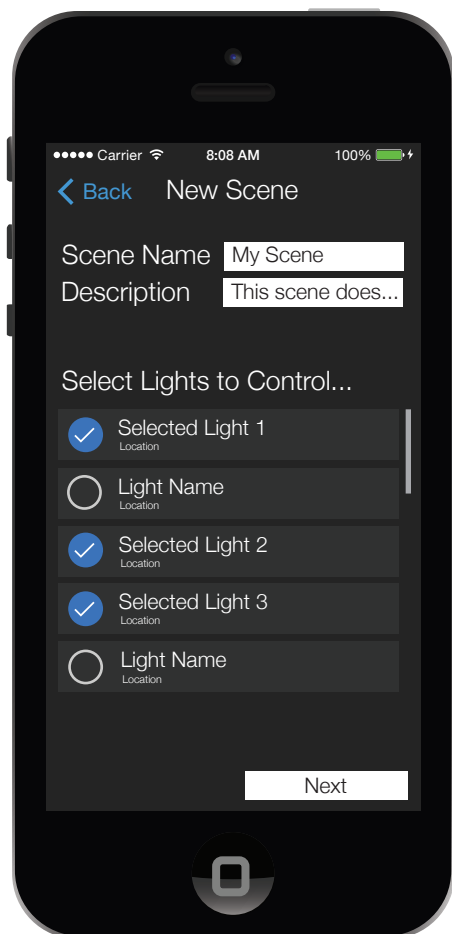 Carrier 8:08 AM 100%
Back New Scene
Scene Name My Scene
Description This scene does...
Select Lights to Control...
Selected Light 1
Location
Light Name
Location
Selected Light 2
Location
Selected Light 3
Location
Light Name
Location
Next